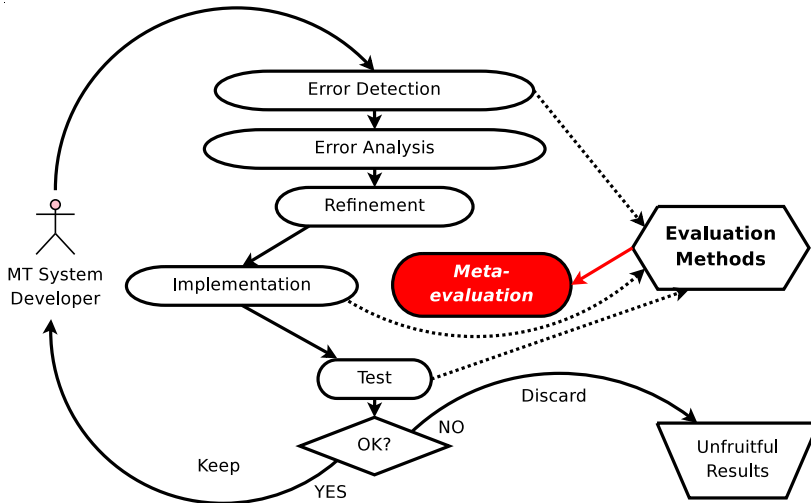 Error Detection
Error Analysis
Refinement
MT System
Developer
Implementation
Meta-
evaluation
Evaluation
Methods
Test
Discard
OK?
NO
Keep
YES
Unfruitful
Results